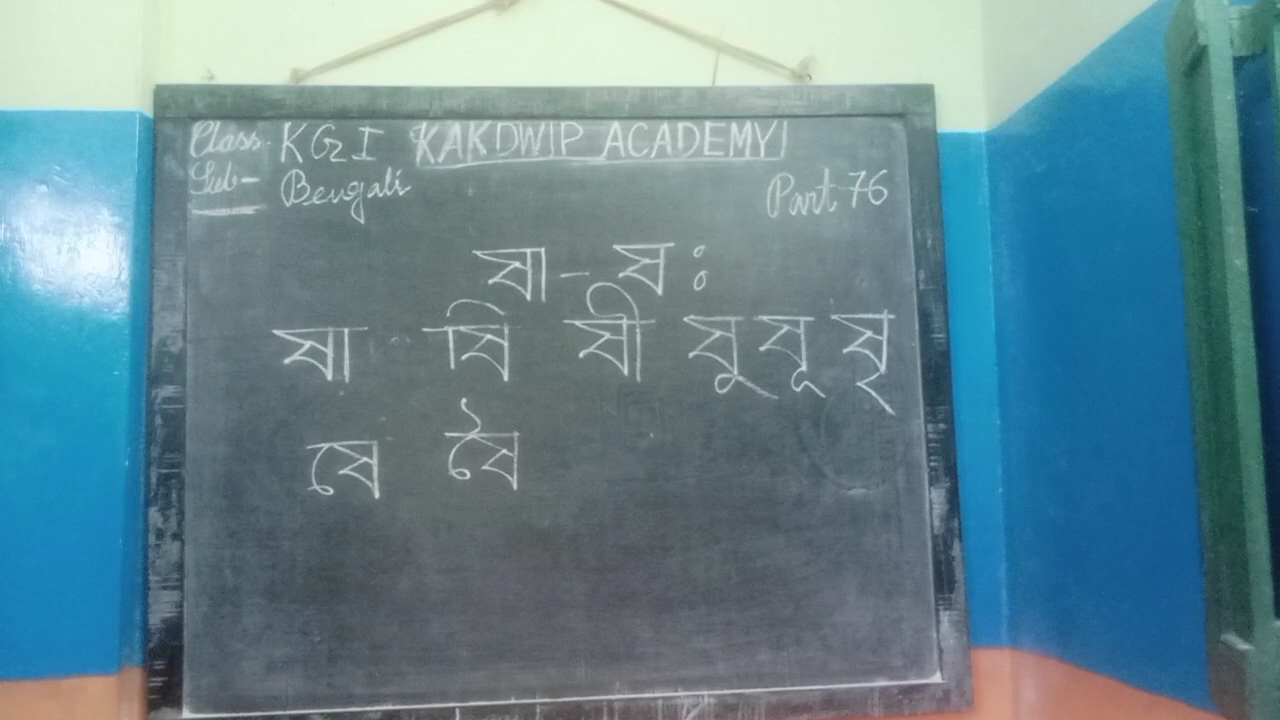 Class. KG I KAKDWIP ACADEMY
Sub- Bengali Part-76
ষা - ষঃ
ষা ষি ষী ষু ষূ ষৃ
ষে ষৈ